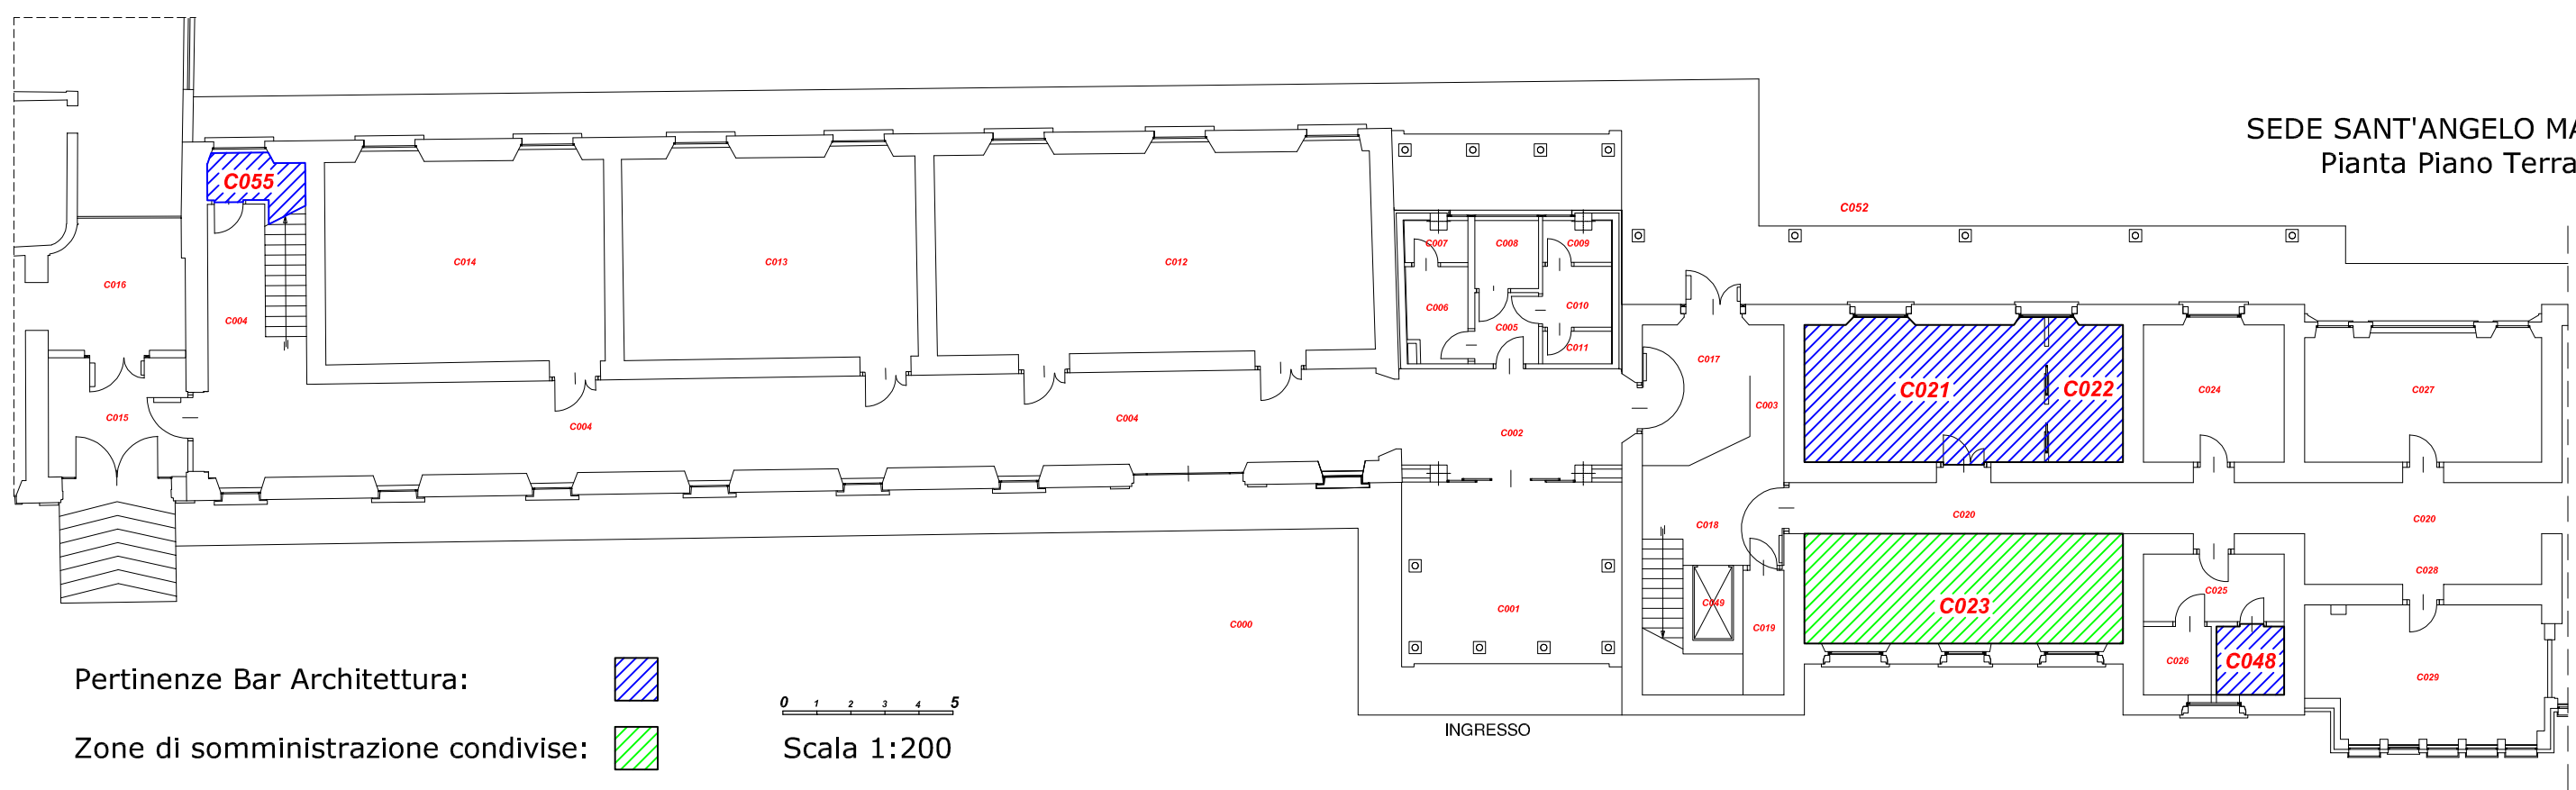 SEDE SANT'ANGELO MA
Pianta Piano Terra
C055
C052
C014
C013
C012
C007
C008
C009
C016
C004
C006
C010
C005
C011
C017
C021
C022
C024
C027
C003
C015
C004
C004
C002
C018
C020
C020
C028
C025
C023
C049
C001
C000
C019
C026
C048
C029
Pertinenze Bar Architettura:
0 1 2 3 4 5
Zone di somministrazione condivise:
Scala 1:200
INGRESSO